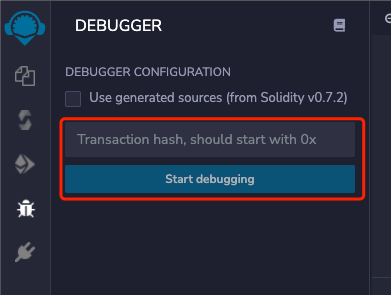 DEBUGGER
DEBUGGER CONFIGURATION
Use generated sources (from Solidity v0.7.2)
Transaction hash, should start with 0x
Start debugging